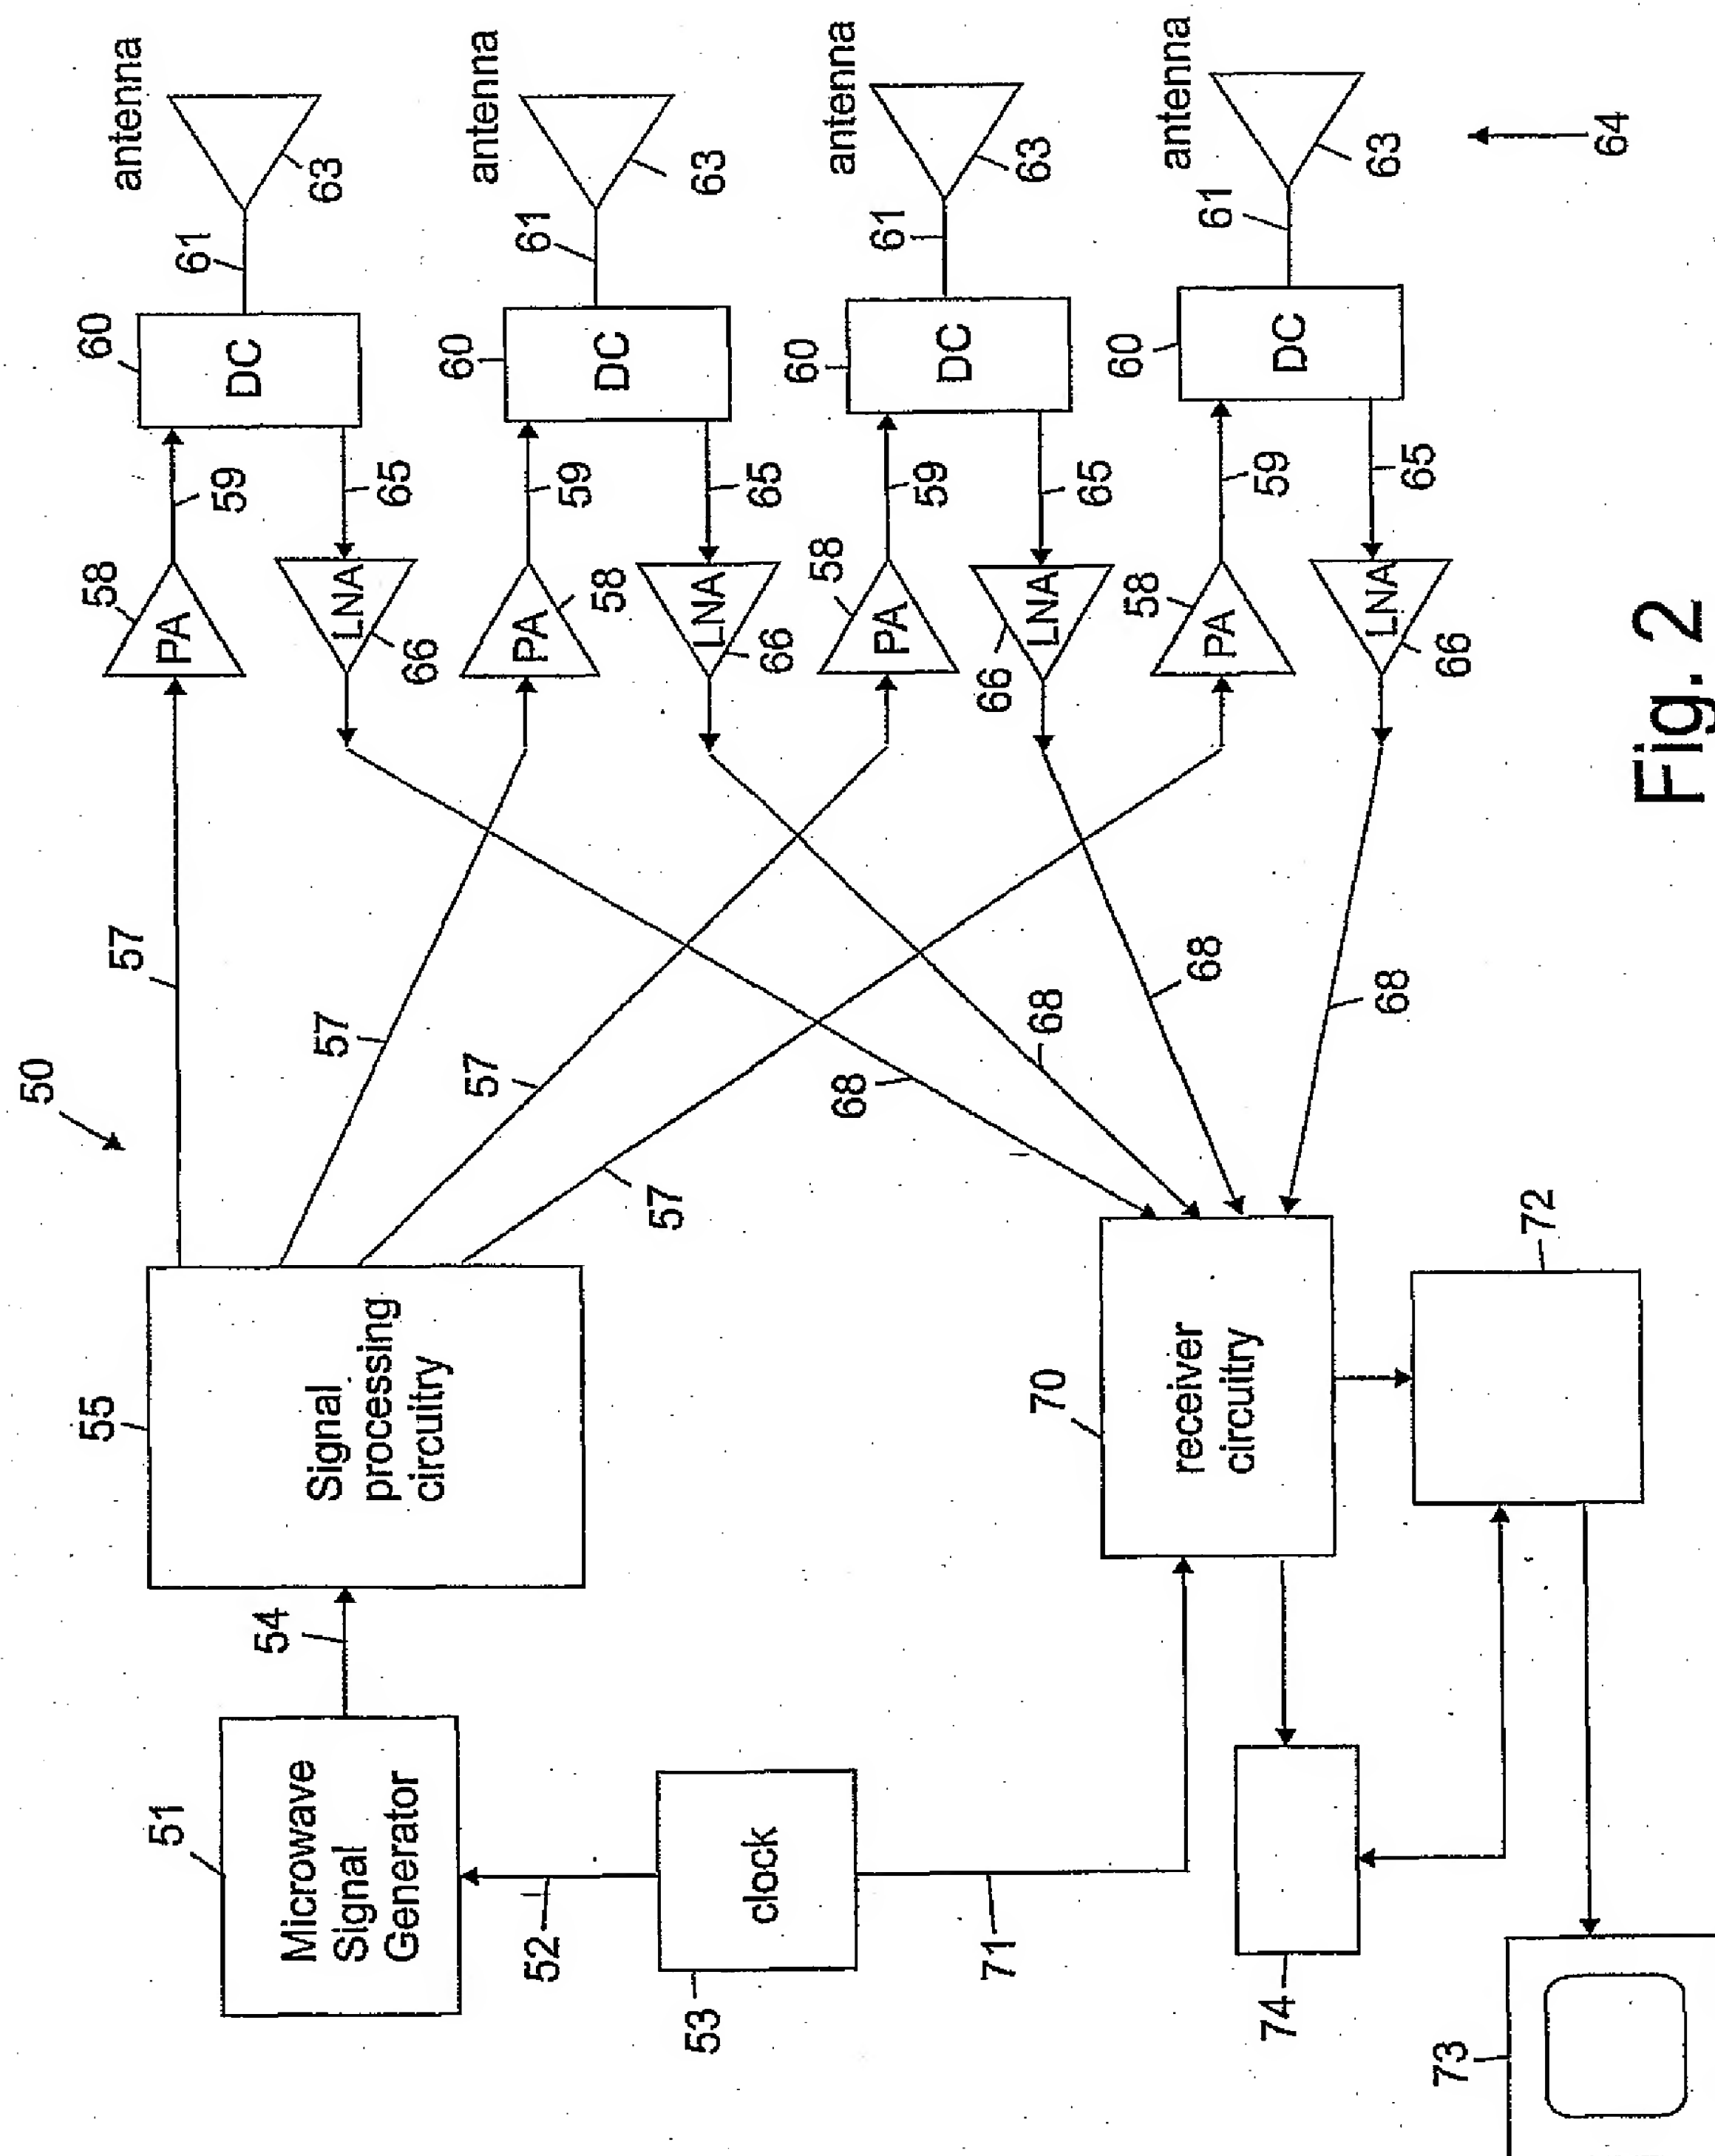 50
51
Microwave
Signal
Generator
54
55
Signal
processing
circuitry
52
53
clock
71
57
57
57
57
58
PA
59
60
DC
61
antenna
63
LNA
66
65
58
PA
59
60
DC
61
antenna
63
LNA
66
65
58
PA
59
60
DC
61
antenna
63
LNA
66
65
58
PA
59
60
DC
61
antenna
63
LNA
66
65
64
68
68
68
68
70
receiver
circuitry
72
74
73
Fig. 2